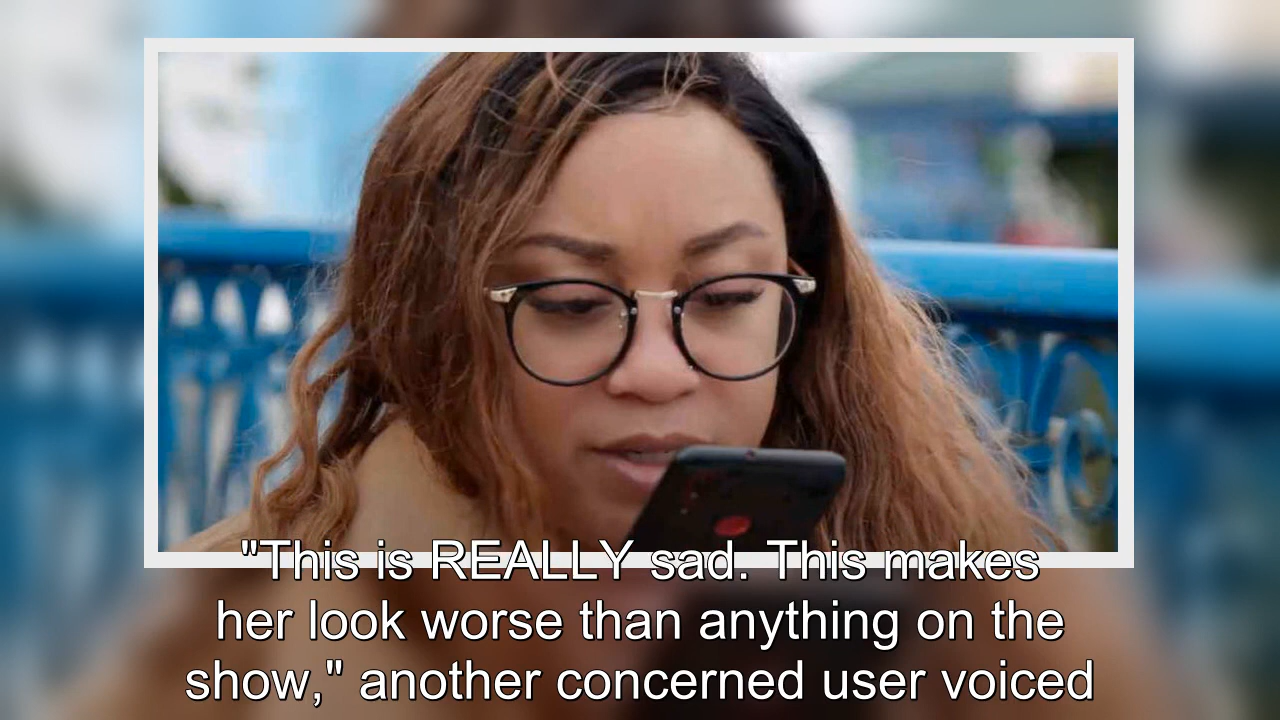 "This is REALLY sad. This makes
her look worse than anything on the
show," another concerned user voiced